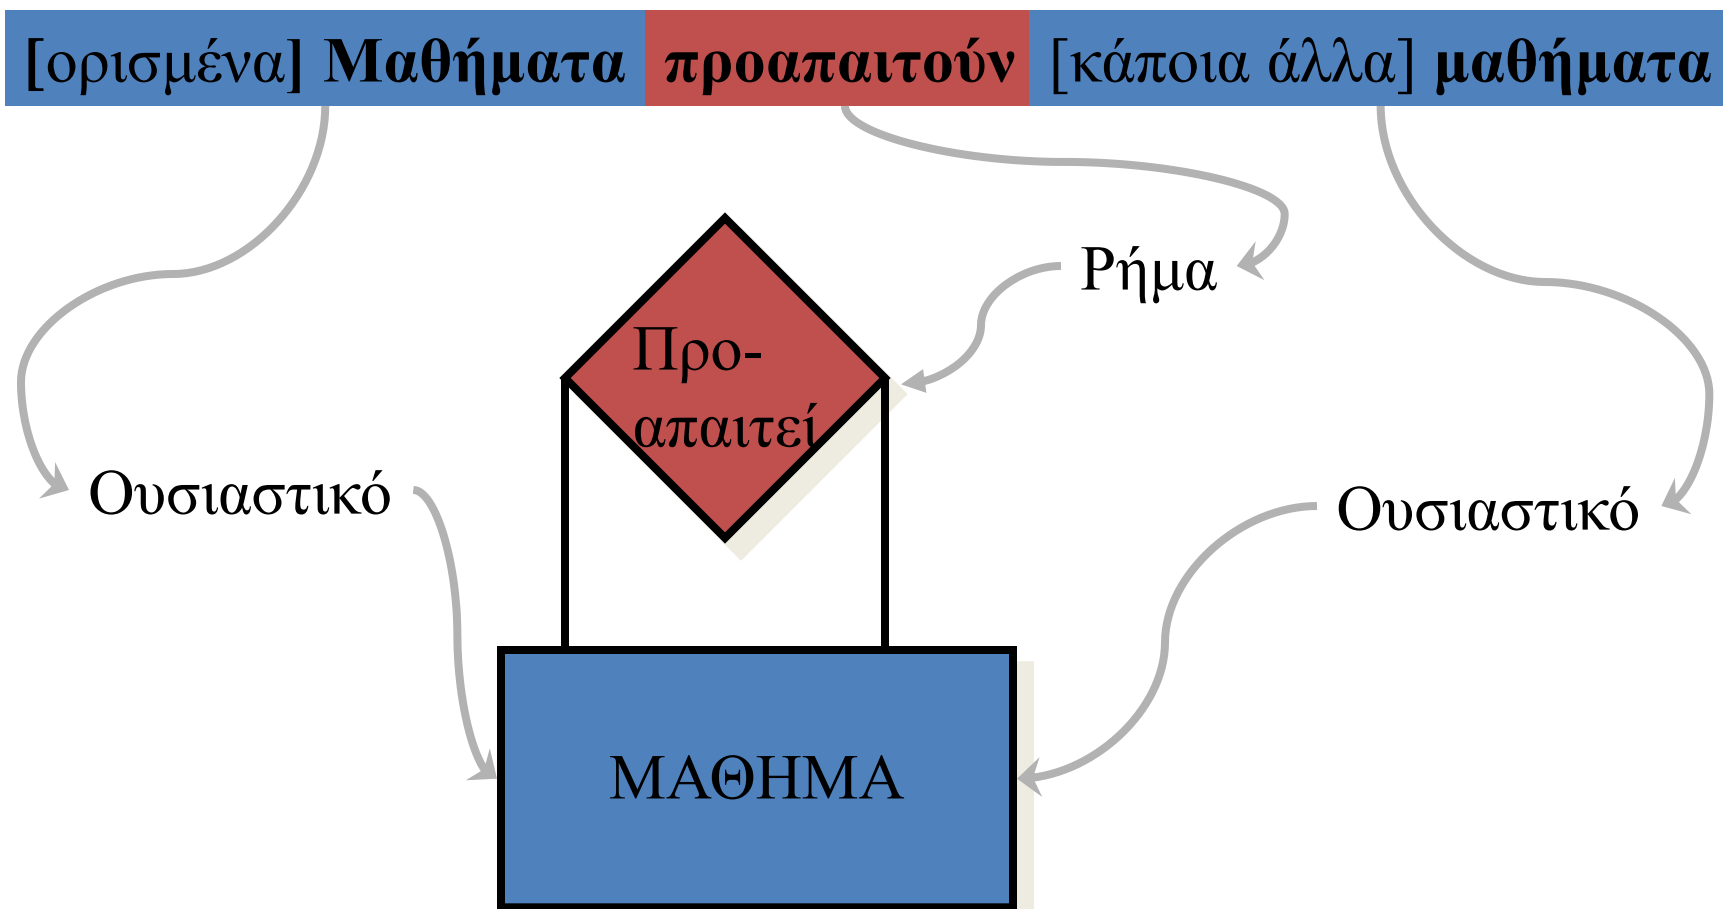 [ορισμένα] Μαθήματα προαπαιτούν [κάποια άλλα] μαθήματα
Ρήμα
Προ-
απαιτεί
Ουσιαστικό
Ουσιαστικό
ΜΑΘΗΜΑ